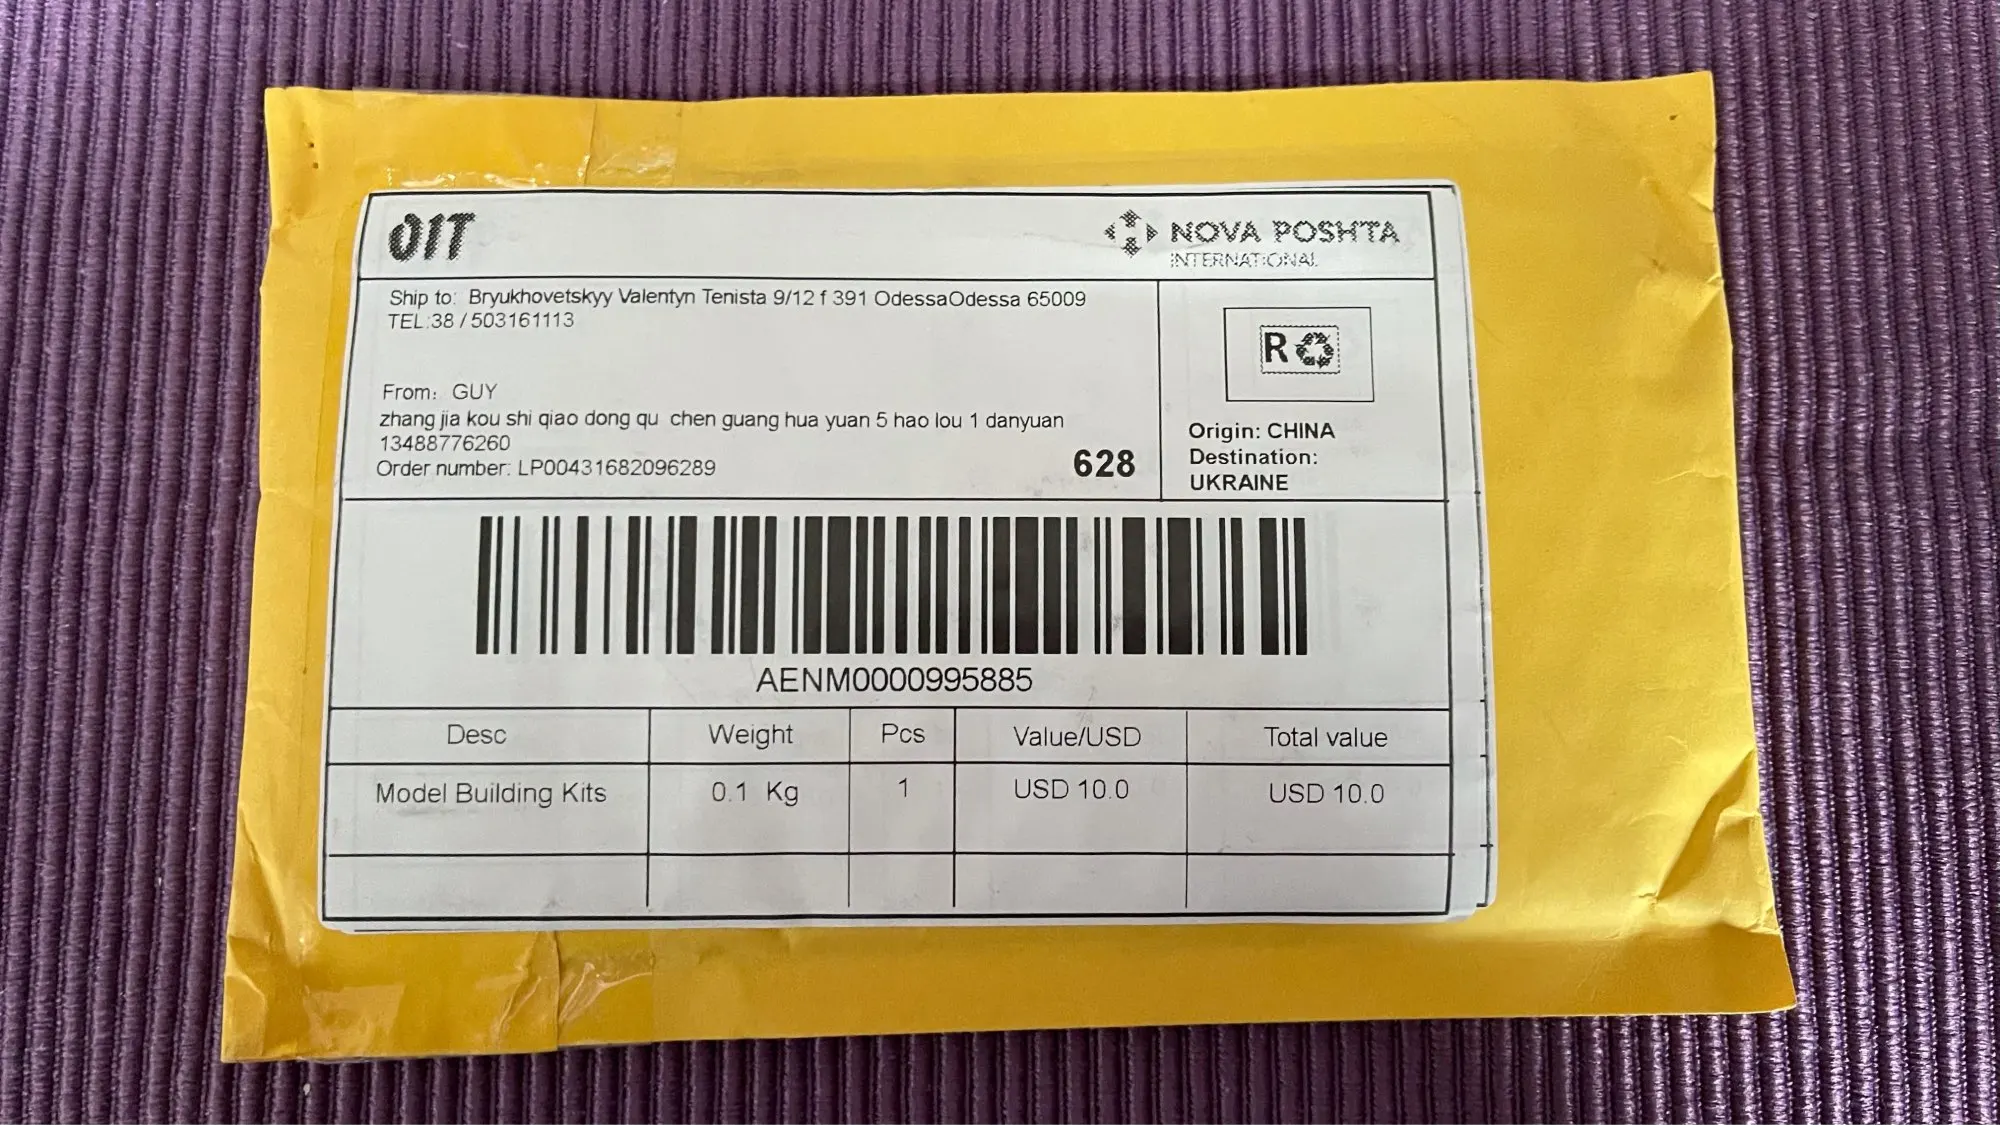 OIT
NOVA POSHTA
INTERNATIONAL
Ship to: Bryukhovetskyy Valentyn Tenista 9/12 f 391 OdessaOdessa 65009
TEL:38 / 503161113
From: GUY
zhang jia kou shi qiao dong qu chen guang hua yuan 5 hao lou 1 danyuan
13488776260
Order number: LP00431682096289
628
R
Origin: CHINA
Destination:
UKRAINE
AENM0000995885
Desc Weight Pcs Value/USD Total value
Model Building Kits 0.1 Kg 1 USD 10.0 USD 10.0